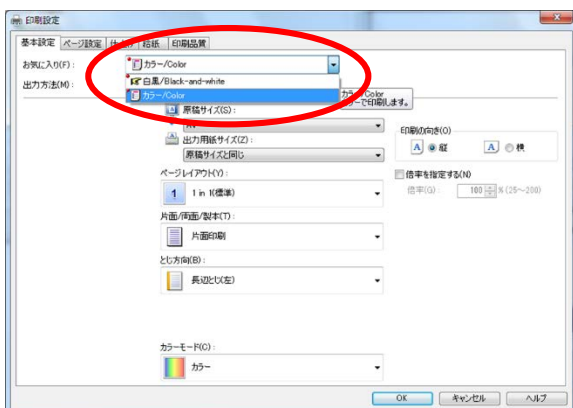 印刷設定
基本設定 ページ設定 給紙 印刷品質
お気に入り(F): カラー/Color
白黒/Black-and-white
出力方法(M): カラー/Color
カラー/Color
ラーで印刷します。
原稿サイズ(S):
出力用紙サイズ(Z):
原稿サイズと同じ
印刷の向き(O)
A 縦 A 横
ページレイアウト(Y):
1 1 in 1(標準)
倍率を指定する(N)
倍率(G): 100 % (25～200)
片面/両面/製本(T):
片面印刷
とじ方向(B):
長辺とじ(左)
カラーモード(C):
カラー
OK キャンセル ヘルプ